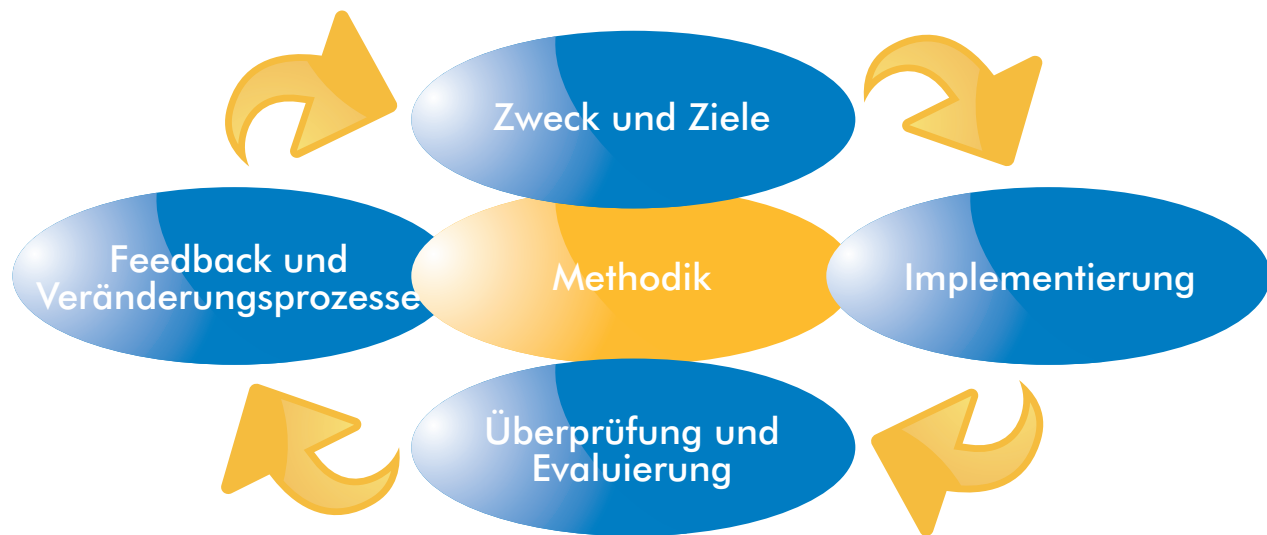 Zweck und Ziele
Feedback und
Veränderungsprozesse
Methodik
Implementierung
Überprüfung und
Evaluierung